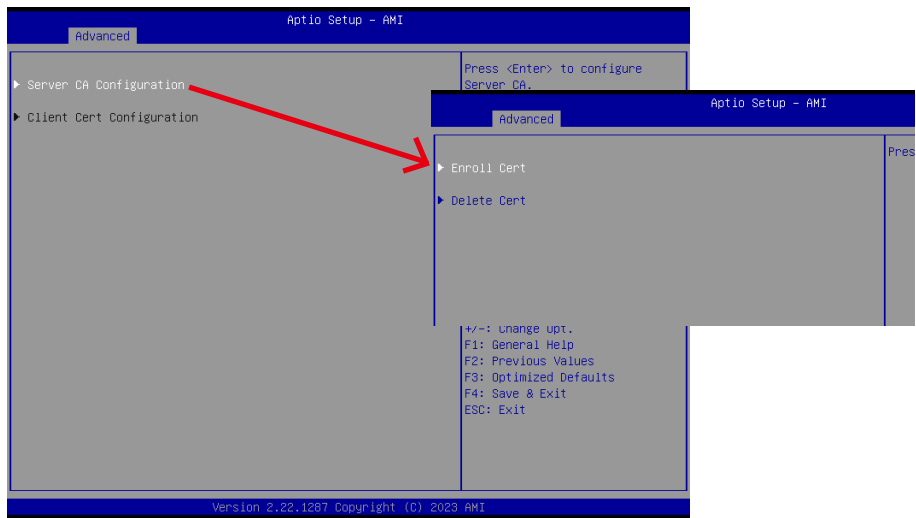 Aptio Setup – AMI
Advanced
▶ Server CA Configuration
▶ Client Cert Configuration
Press <Enter> to configure
Server CA.
Aptio Setup – AMI
Advanced
▶ Enroll Cert
▶ Delete Cert
Pres
+/-: Change Opt.
F1: General Help
F2: Previous Values
F3: Optimized Defaults
F4: Save & Exit
ESC: Exit
Version 2.22.1287 Copyright (C) 2023 AMI